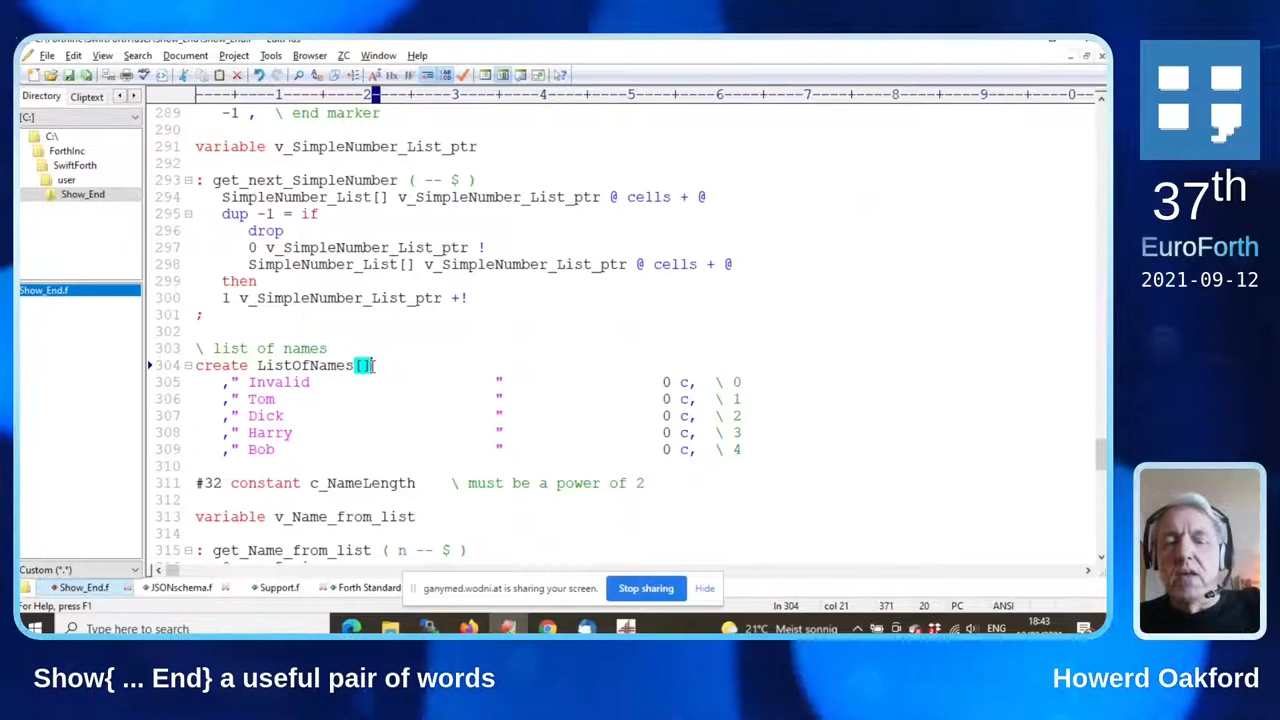 File Edit View Search Document Project Tools Browser ZC Window Help
Directory Cliptext
[C:]
C:\
ForthInc
SwiftForth
user
Show_End
Show_End.f
Custom (*.*)
289 -1 , \ end marker
290
291 variable v_SimpleNumber_List_ptr
292
293 : get_next_SimpleNumber ( -- $ )
294 SimpleNumber_List[] v_SimpleNumber_List_ptr @ cells + @
295 dup -1 = if
296 drop
297 0 v_SimpleNumber_List_ptr !
298 SimpleNumber_List[] v_SimpleNumber_List_ptr @ cells + @
299 then
300 1 v_SimpleNumber_List_ptr +!
301 ;
302
303 \ list of names
304 create ListOfNames[]
305 ," Invalid " 0 c, \ 0
306 ," Tom " 0 c, \ 1
307 ," Dick " 0 c, \ 2
308 ," Harry " 0 c, \ 3
309 ," Bob " 0 c, \ 4
310
311 #32 constant c_NameLength \ must be a power of 2
312
313 variable v_Name_from_list
314
315 : get_Name_from_list ( n -- $ )
Show_End.f JSONschema.f Support.f Forth Standard
ganymed.wodni.at is sharing your screen. Stop sharing Hide
For Help, press F1 ln 304 col 21 371 20 PC ANSI
Type here to search 21°C Meist sonnig ENG 18:43
37th
EuroForth
2021-09-12
Show{ ... End} a useful pair of words
Howerd Oakford